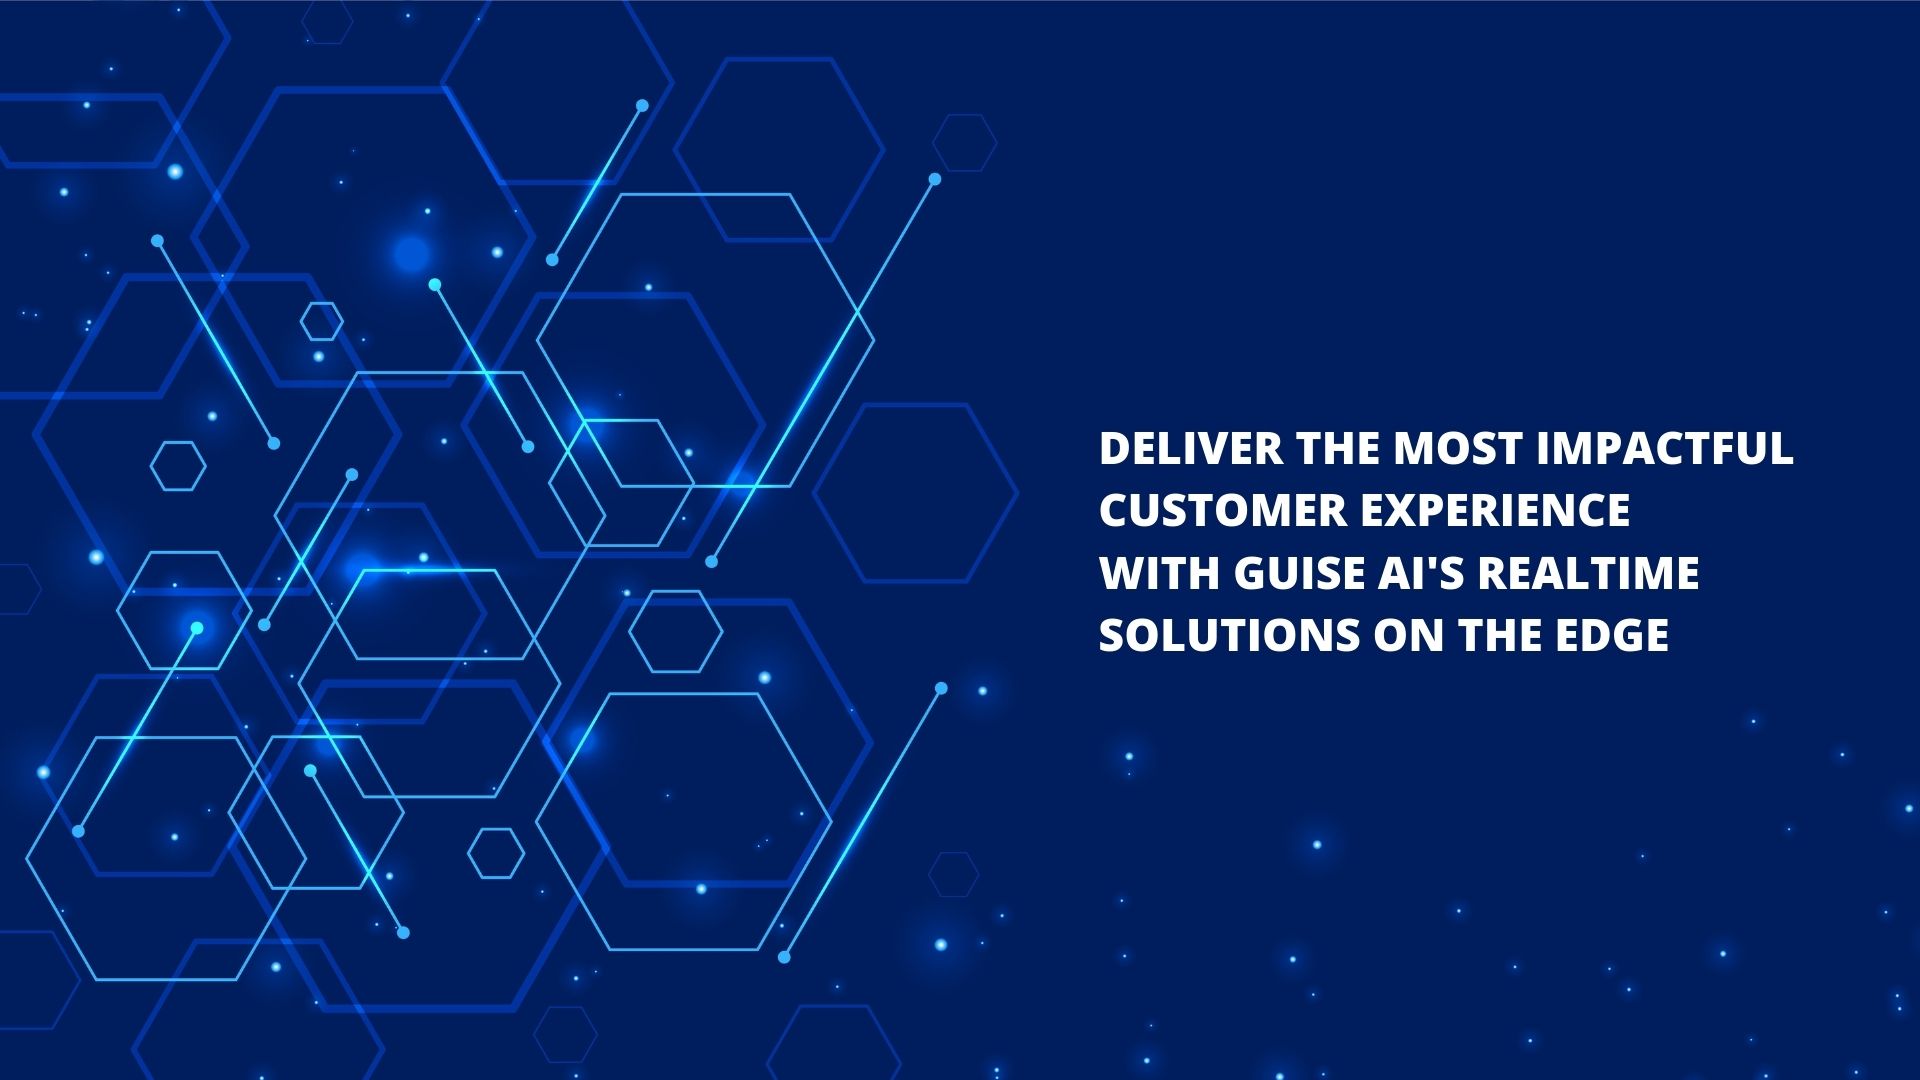 DELIVER THE MOST IMPACTFUL
CUSTOMER EXPERIENCE
WITH GUISE AI'S REALTIME
SOLUTIONS ON THE EDGE